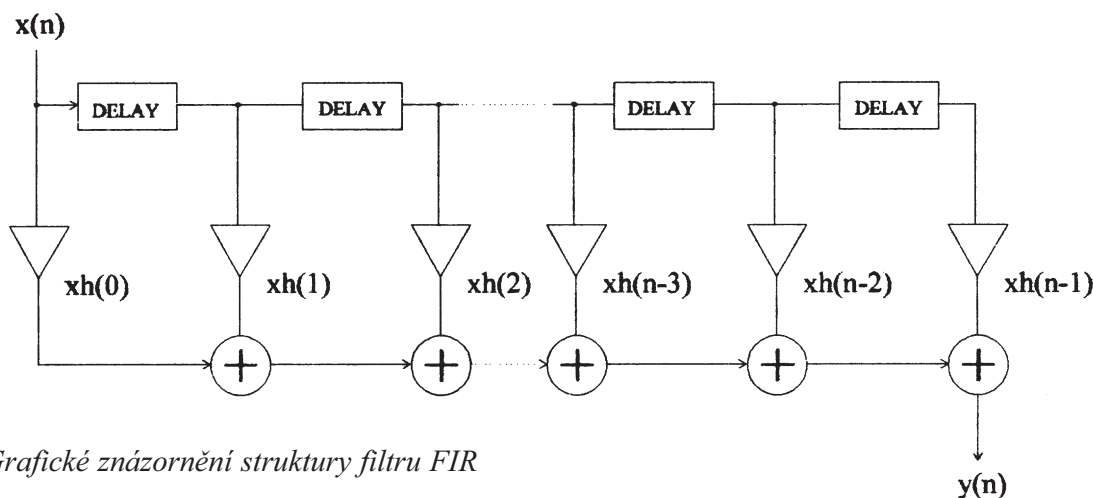 x(n)
DELAY DELAY DELAY DELAY
xh(0) xh(1) xh(2) xh(n-3) xh(n-2) xh(n-1)
+ + + + +
Grafické znázornění struktury filtru FIR
y(n)